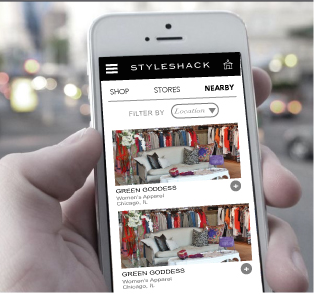 STYLESHACK
SHOP STORES NEARBY
FILTER BY Location
GREEN GODDESS
Women's Apparel
Chicago, IL
GREEN GODDESS
Women's Apparel
Chicago, IL